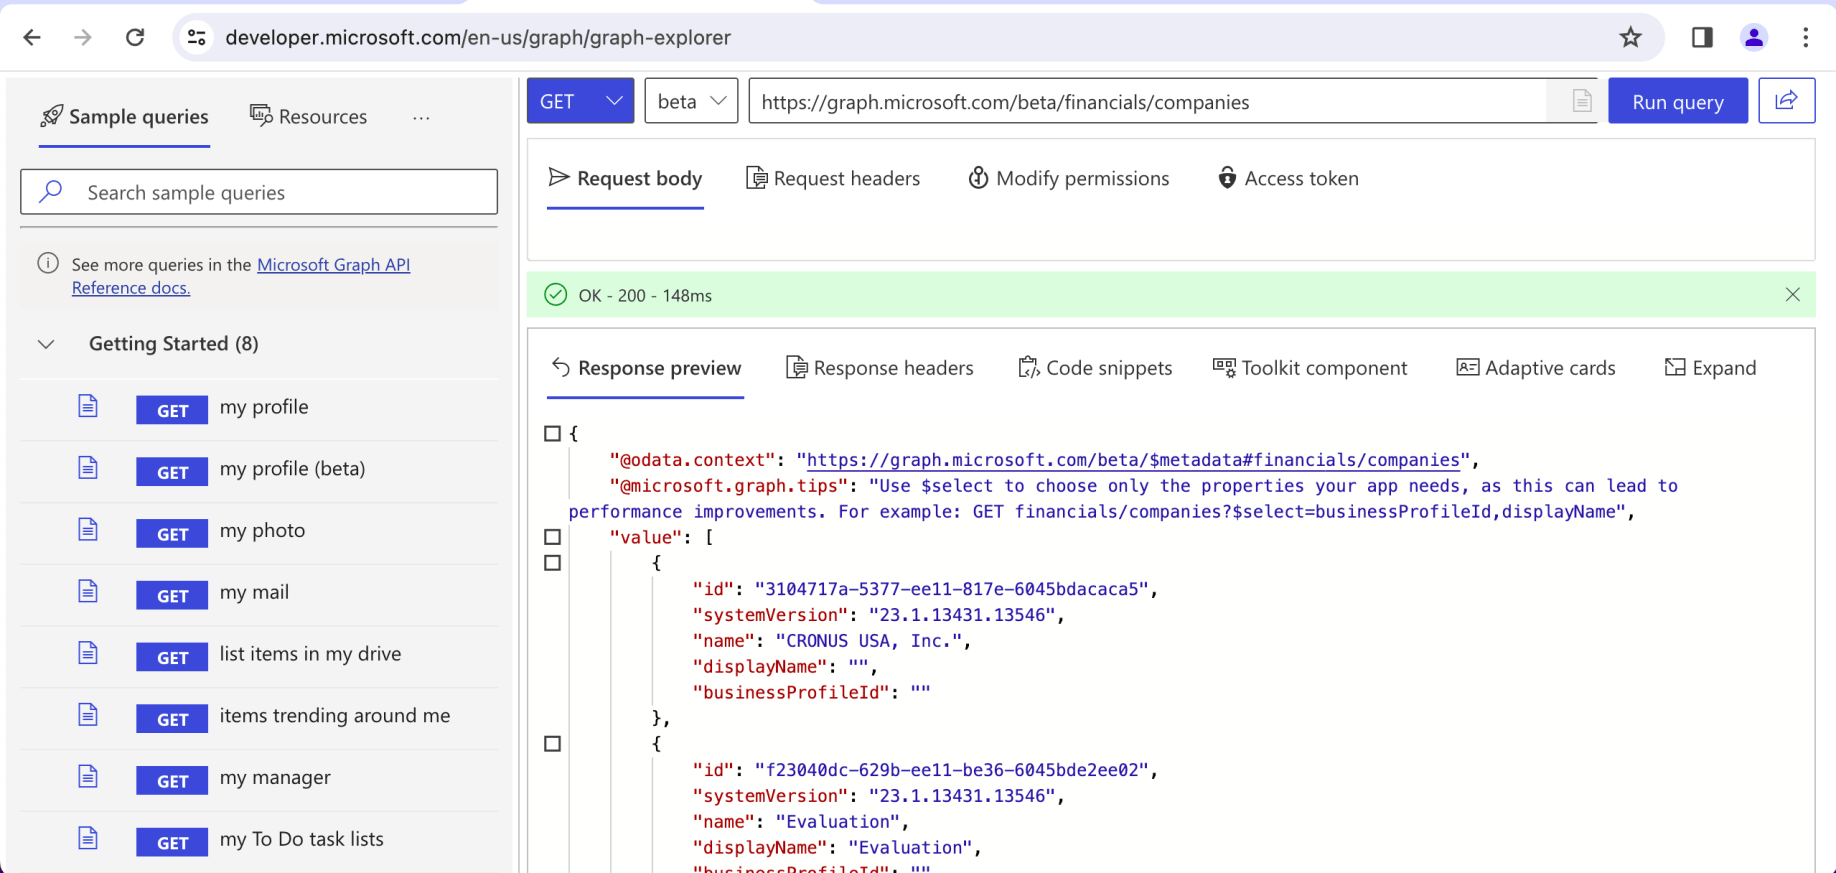 developer.microsoft.com/en-us/graph/graph-explorer
Sample queries
Resources
...
Search sample queries
See more queries in the Microsoft Graph API
Reference docs.
Getting Started (8)
GET my profile
GET my profile (beta)
GET my photo
GET my mail
GET list items in my drive
GET items trending around me
GET my manager
GET my To Do task lists
GET
beta
https://graph.microsoft.com/beta/financials/companies
Run query
Request body
Request headers
Modify permissions
Access token
OK - 200 - 148ms
Response preview
Response headers
Code snippets
Toolkit component
Adaptive cards
Expand
{
"@odata.context": "https://graph.microsoft.com/beta/$metadata#financials/companies",
"@microsoft.graph.tips": "Use $select to choose only the properties your app needs, as this can lead to
performance improvements. For example: GET financials/companies?$select=businessProfileId,displayName",
"value": [
{
"id": "3104717a-5377-ee11-817e-6045bdacaca5",
"systemVersion": "23.1.13431.13546",
"name": "CRONUS USA, Inc.",
"displayName": "",
"businessProfileId": ""
},
{
"id": "f23040dc-629b-ee11-be36-6045bde2ee02",
"systemVersion": "23.1.13431.13546",
"name": "Evaluation",
"displayName": "Evaluation",
"businessProfileId": ""